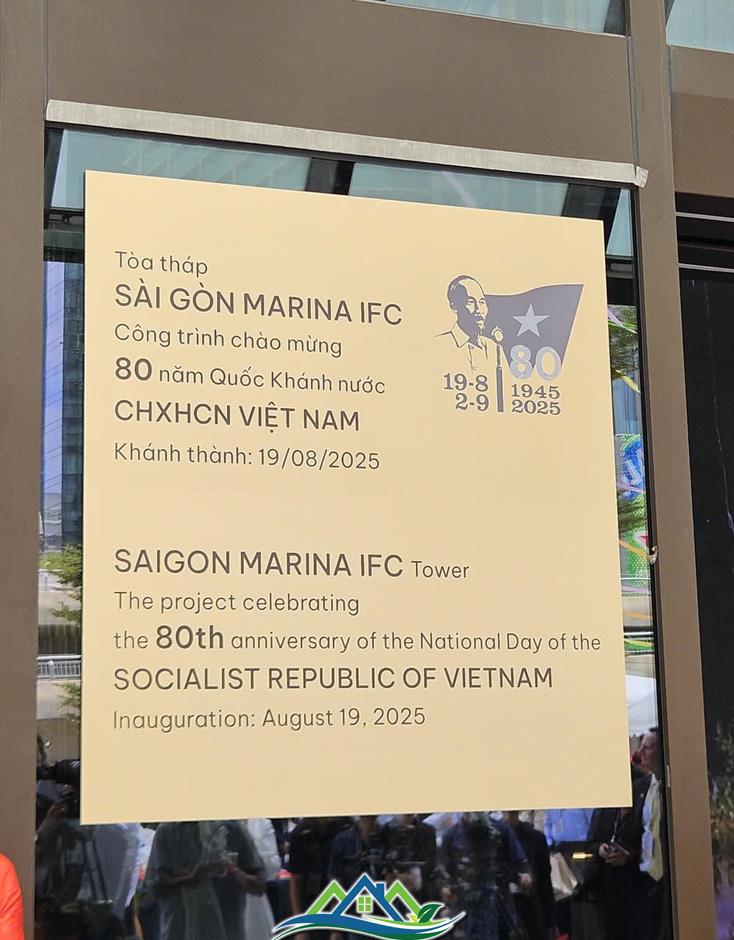 Tòa tháp
SÀI GÒN MARINA IFC
Công trình chào mừng
80 năm Quốc Khánh nước
CHXHCN VIỆT NAM
Khánh thành: 19/08/2025
80
19-8 1945
2-9 2025
SAIGON MARINA IFC Tower
The project celebrating
the 80th anniversary of the National Day of the
SOCIALIST REPUBLIC OF VIETNAM
Inauguration: August 19, 2025